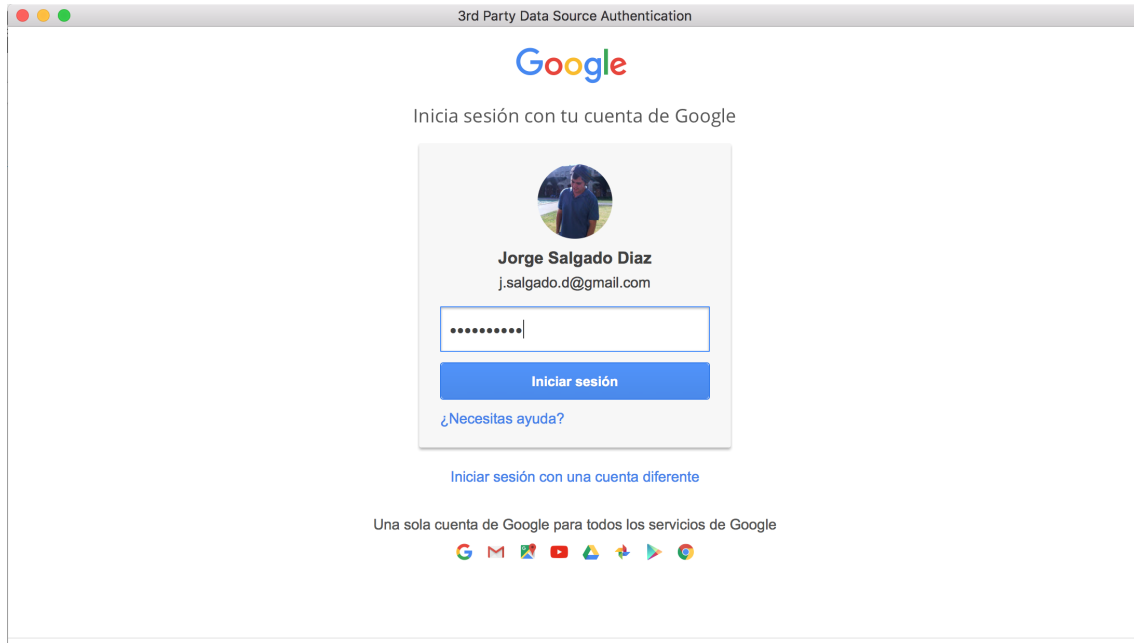 3rd Party Data Source Authentication
Google
Inicia sesión con tu cuenta de Google
Jorge Salgado Diaz
j.salgado.d@gmail.com
••••••••••
Iniciar sesión
¿Necesitas ayuda?
Iniciar sesión con una cuenta diferente
Una sola cuenta de Google para todos los servicios de Google